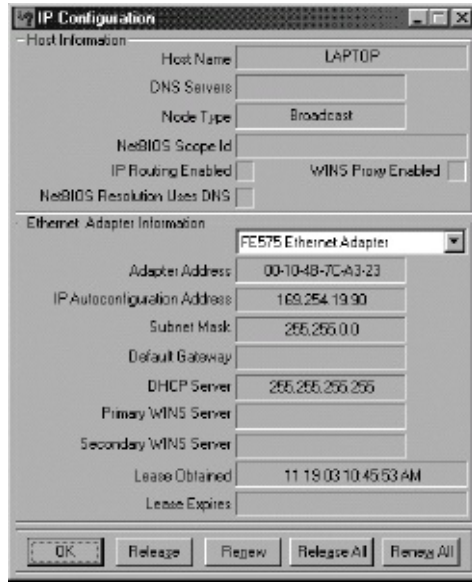 IP Configuration
Host Information
Host Name LAPTOP
DNS Servers
Node Type Broadcast
NetBIOS Scope Id
IP Routing Enabled WINS Proxy Enabled
NetBIOS Resolution Uses DNS
Ethernet Adapter Information
FE575 Ethernet Adapter
Adapter Address 00-10-4B-7C-A3-23
IP Autoconfiguration Address 169.254.19.90
Subnet Mask 255.255.0.0
Default Gateway
DHCP Server 255.255.255.255
Primary WINS Server
Secondary WINS Server
Lease Obtained 11 19 03 10:45:53 AM
Lease Expires
OK Release Renew Release All Renew All